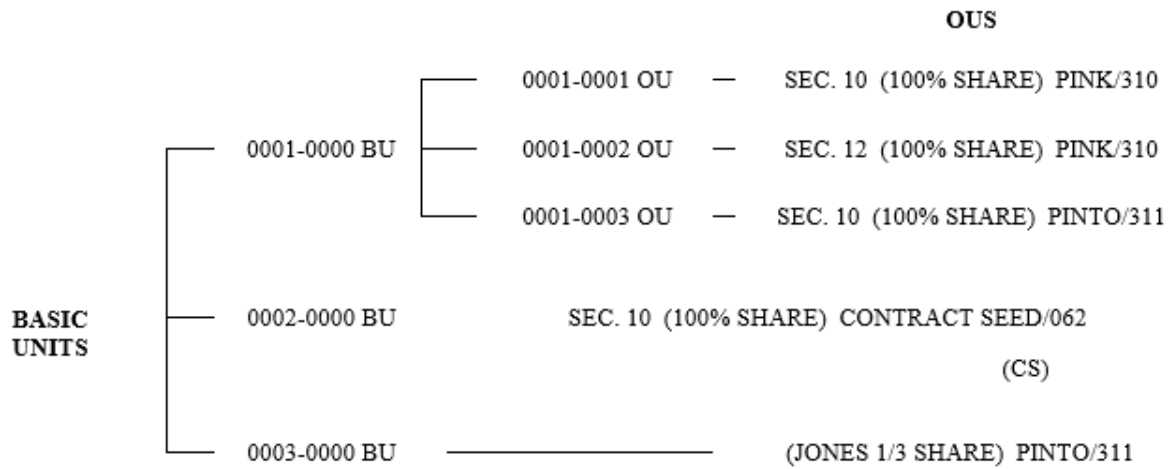 OUS
0001-0001 OU — SEC. 10 (100% SHARE) PINK/310
0001-0000 BU 0001-0002 OU — SEC. 12 (100% SHARE) PINK/310
0001-0003 OU — SEC. 10 (100% SHARE) PINTO/311
BASIC
UNITS
0002-0000 BU SEC. 10 (100% SHARE) CONTRACT SEED/062
(CS)
0003-0000 BU (JONES 1/3 SHARE) PINTO/311